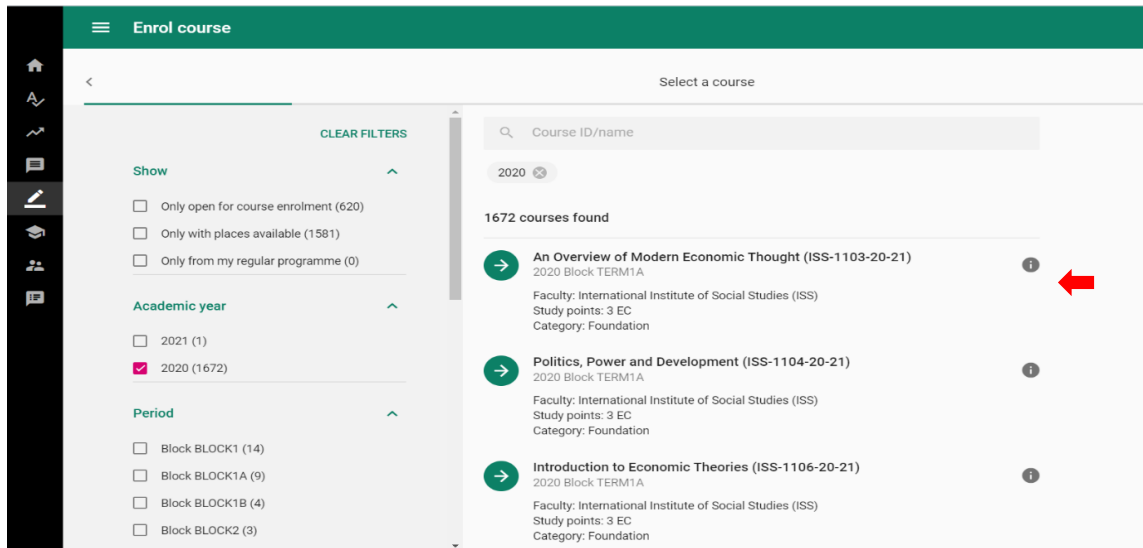 Enrol course
Select a course
CLEAR FILTERS
Show
Only open for course enrolment (620)
Only with places available (1581)
Only from my regular programme (0)
Academic year
2021 (1)
2020 (1672)
Period
Block BLOCK1 (14)
Block BLOCK1A (9)
Block BLOCK1B (4)
Block BLOCK2 (3)
Course ID/name
2020
1672 courses found
An Overview of Modern Economic Thought (ISS-1103-20-21)
2020 Block TERM1A
Faculty: International Institute of Social Studies (ISS)
Study points: 3 EC
Category: Foundation
Politics, Power and Development (ISS-1104-20-21)
2020 Block TERM1A
Faculty: International Institute of Social Studies (ISS)
Study points: 3 EC
Category: Foundation
Introduction to Economic Theories (ISS-1106-20-21)
2020 Block TERM1A
Faculty: International Institute of Social Studies (ISS)
Study points: 3 EC
Category: Foundation